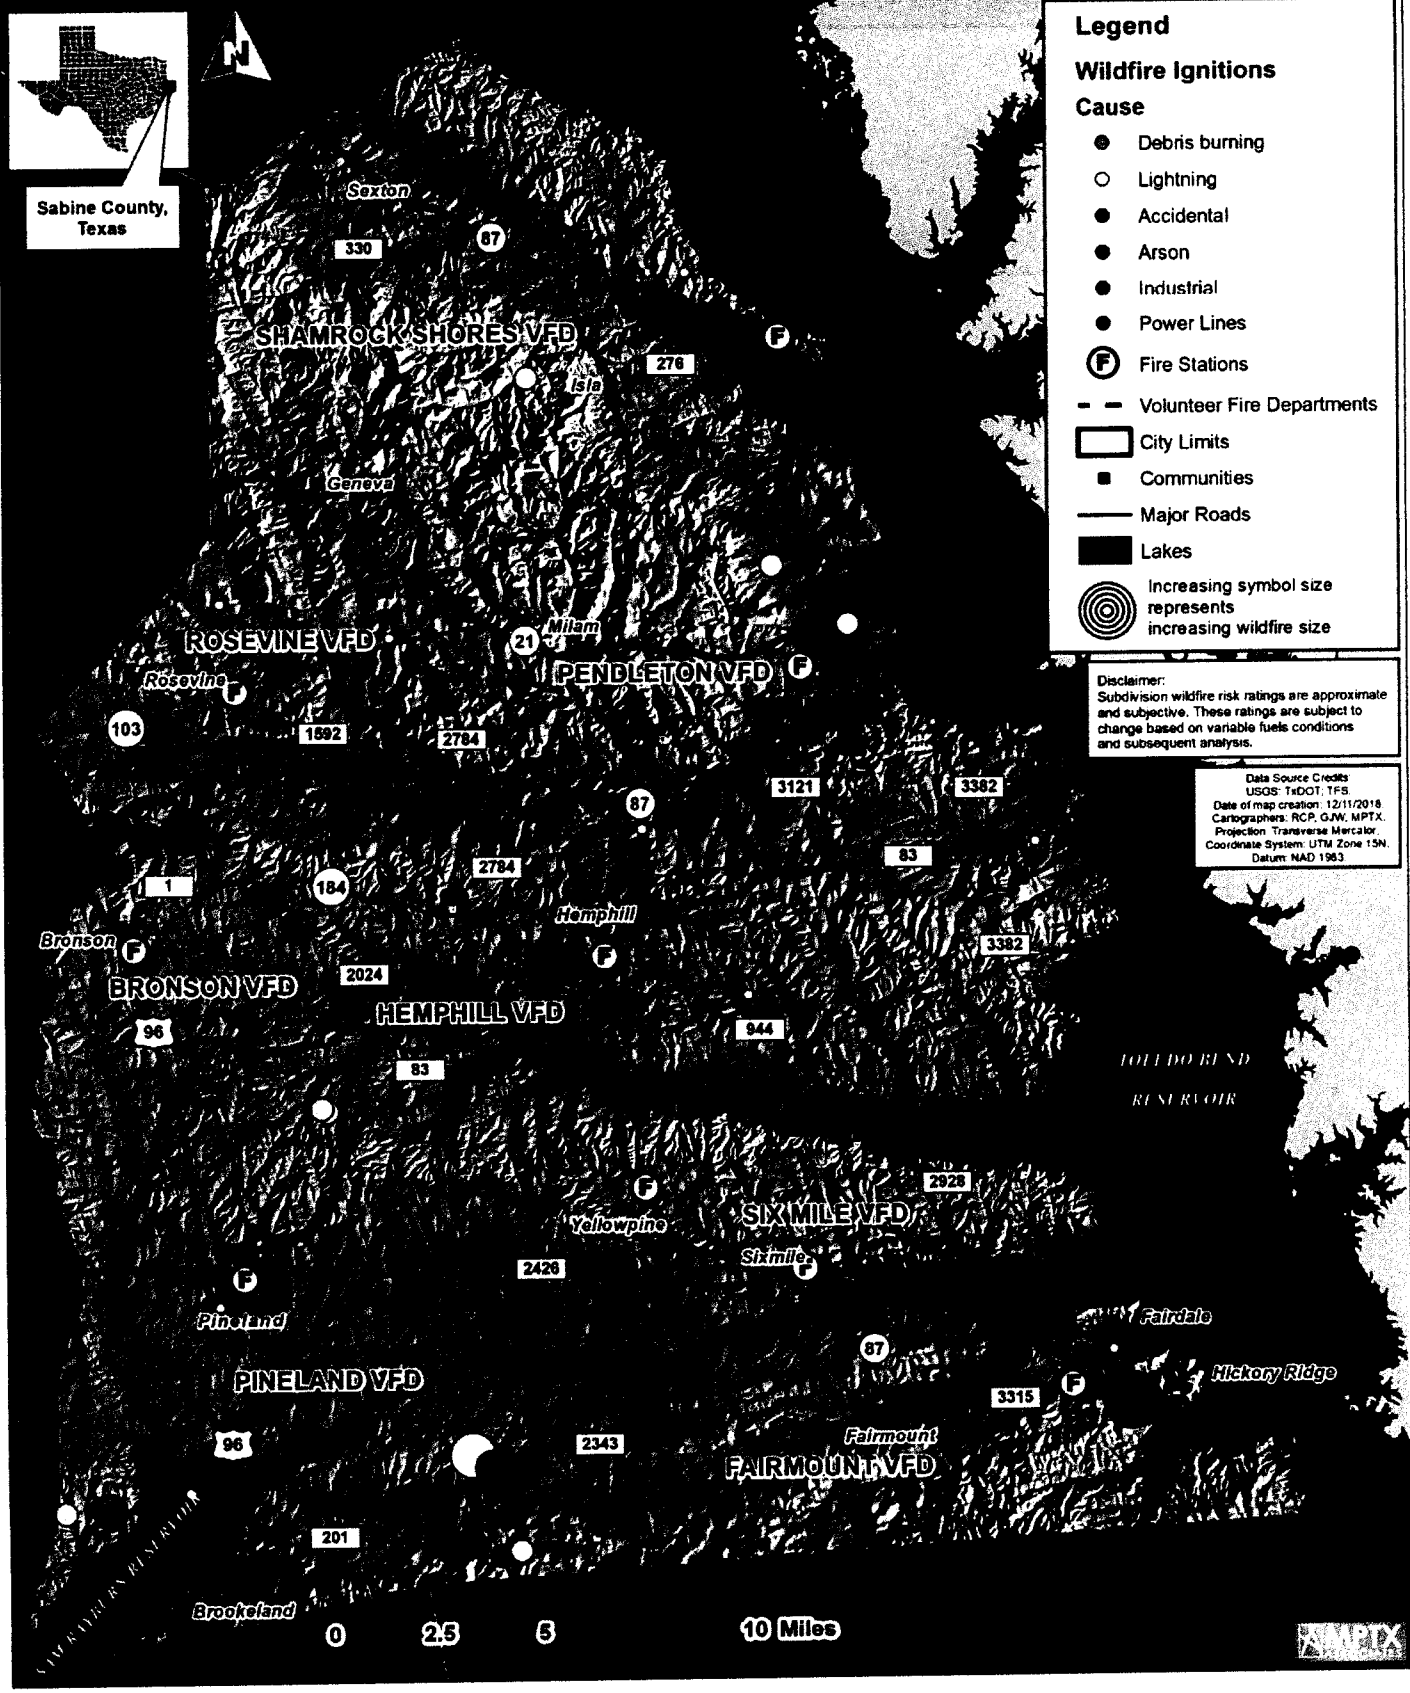 N
Sabine County,
Texas
Legend
Wildfire Ignitions
Cause
Debris burning
Lightning
Accidental
Arson
Industrial
Power Lines
F Fire Stations
Volunteer Fire Departments
City Limits
Communities
Major Roads
Lakes
Increasing symbol size
represents
increasing wildfire size
Disclaimer:
Subdivision wildfire risk ratings are approximate
and subjective. These ratings are subject to
change based on variable fuels conditions
and subsequent analysis.
Data Source Credits
USGS; TxDOT; TFS.
Date of map creation: 12/11/2018.
Cartographers: RCP, GJW, MPTX.
Projection: Transverse Mercator.
Coordinate System: UTM Zone 15N.
Datum: NAD 1983
Sexton
87
330
SHAMROCK SHORES VFD
F
276
Isla
Geneva
Milam
21
ROSEVINE VFD
PENDLETON VFD
F
Rosevine
F
103
1592
2784
3121
3382
87
83
2784
1
184
Hemphill
Bronson
F
F
3382
2024
BRONSON VFD
HEMPHILL VFD
96
944
83
TOLEDO BEND
RESERVOIR
F
2928
SIX MILE VFD
Yellowpine
Sixmile
F
2426
F
Pineland
Fairdale
87
Hickory Ridge
PINELAND VFD
F
3315
96
2343
Fairmount
FAIRMOUNT VFD
SAM RAYBURN RESERVOIR
201
Brookeland
0 2.5 5 10 Miles
MPTX
ASSOCIATES